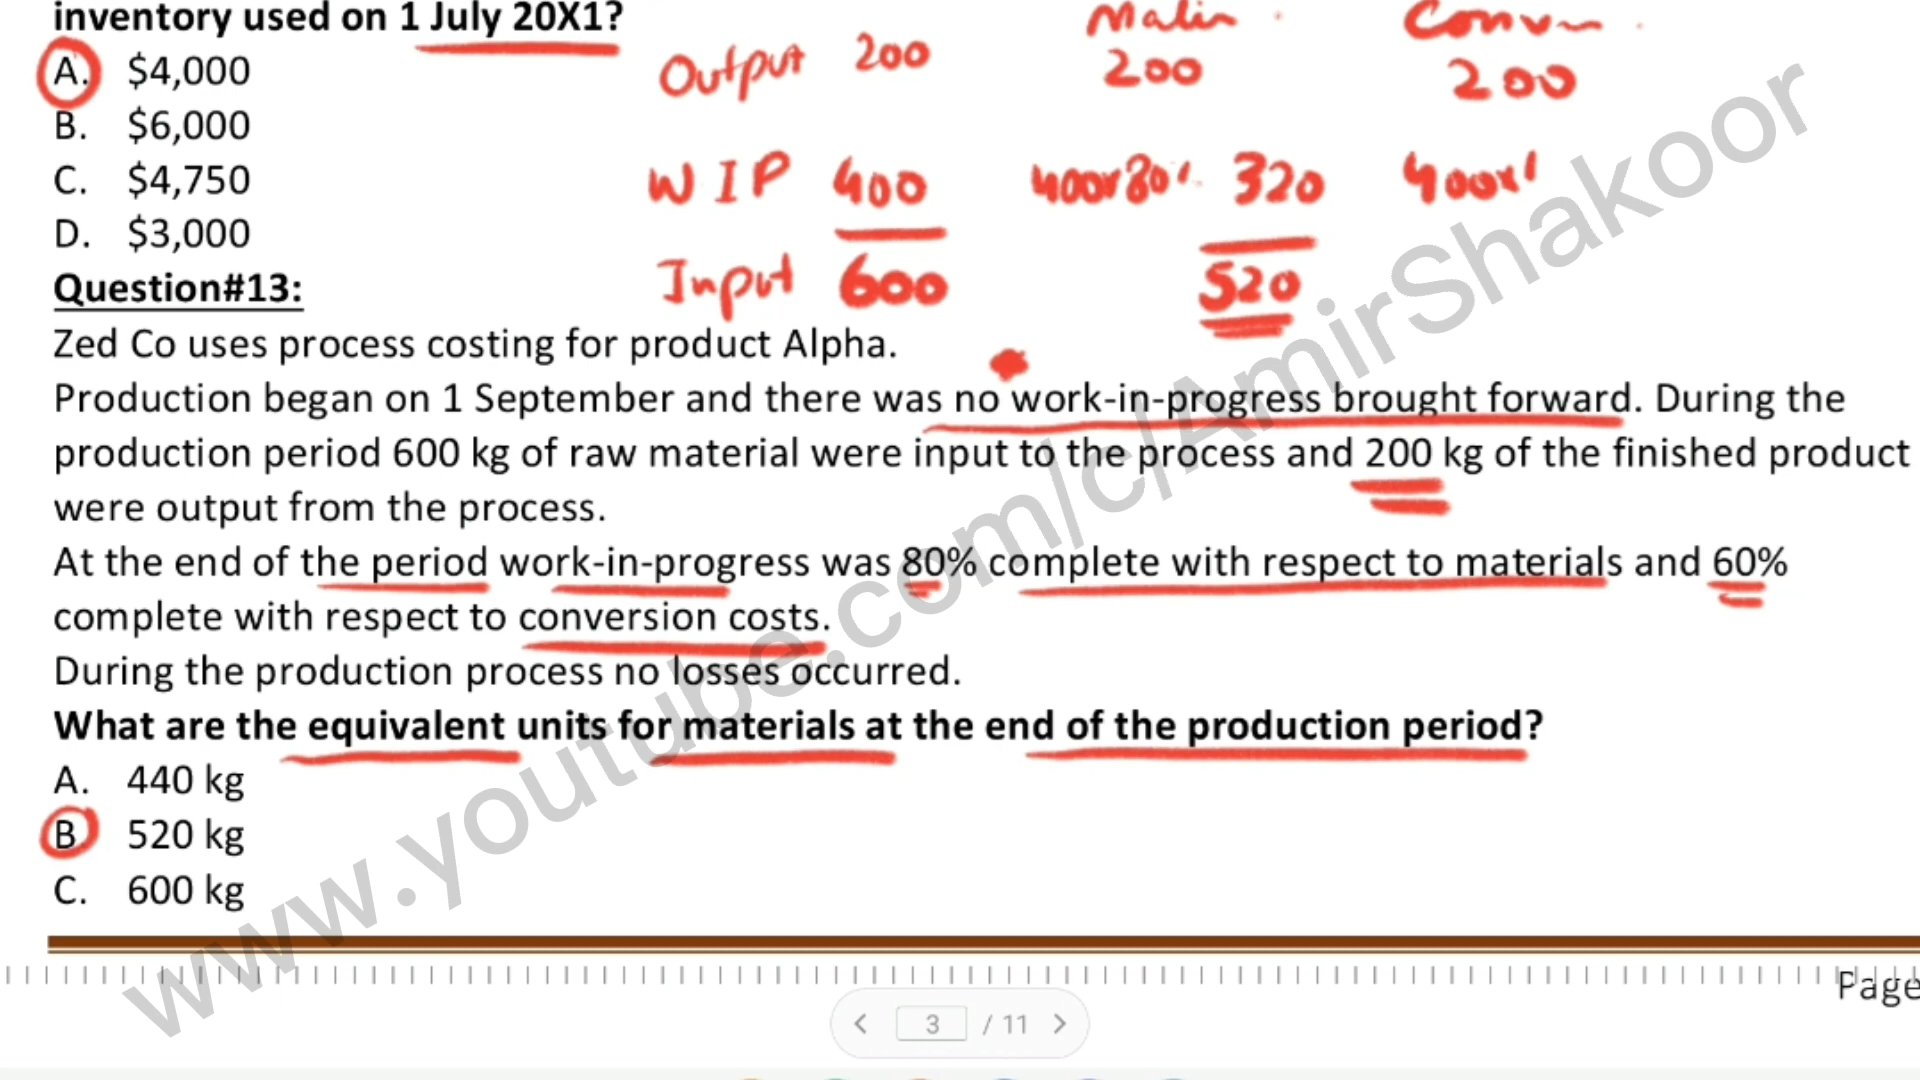 inventory used on 1 July 20X1?
Matir
Conv
A. $4,000
Output 200
200
200
B. $6,000
C. $4,750
WIP 400
400x80% 320
400x
D. $3,000
Question#13:
Input 600
520
Zed Co uses process costing for product Alpha.
Production began on 1 September and there was no work-in-progress brought forward. During the
production period 600 kg of raw material were input to the process and 200 kg of the finished product
were output from the process.
At the end of the period work-in-progress was 80% complete with respect to materials and 60%
complete with respect to conversion costs.
During the production process no losses occurred.
What are the equivalent units for materials at the end of the production period?
A. 440 kg
B 520 kg
C. 600 kg
www.youtube.com/c/AmirShakoor
Page
3 / 11